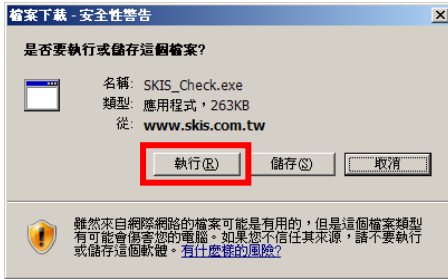 檔案下載 - 安全性警告
是否要執行或儲存這個檔案?
名稱: SKIS_Check.exe
類型: 應用程式，263KB
從: www.skis.com.tw
執行(R) 儲存(S) 取消
雖然來自網際網路的檔案可能是有用的，但是這個檔案類型
有可能會傷害您的電腦。如果您不信任其來源，請不要執行
或儲存這個軟體。有什麼樣的風險?